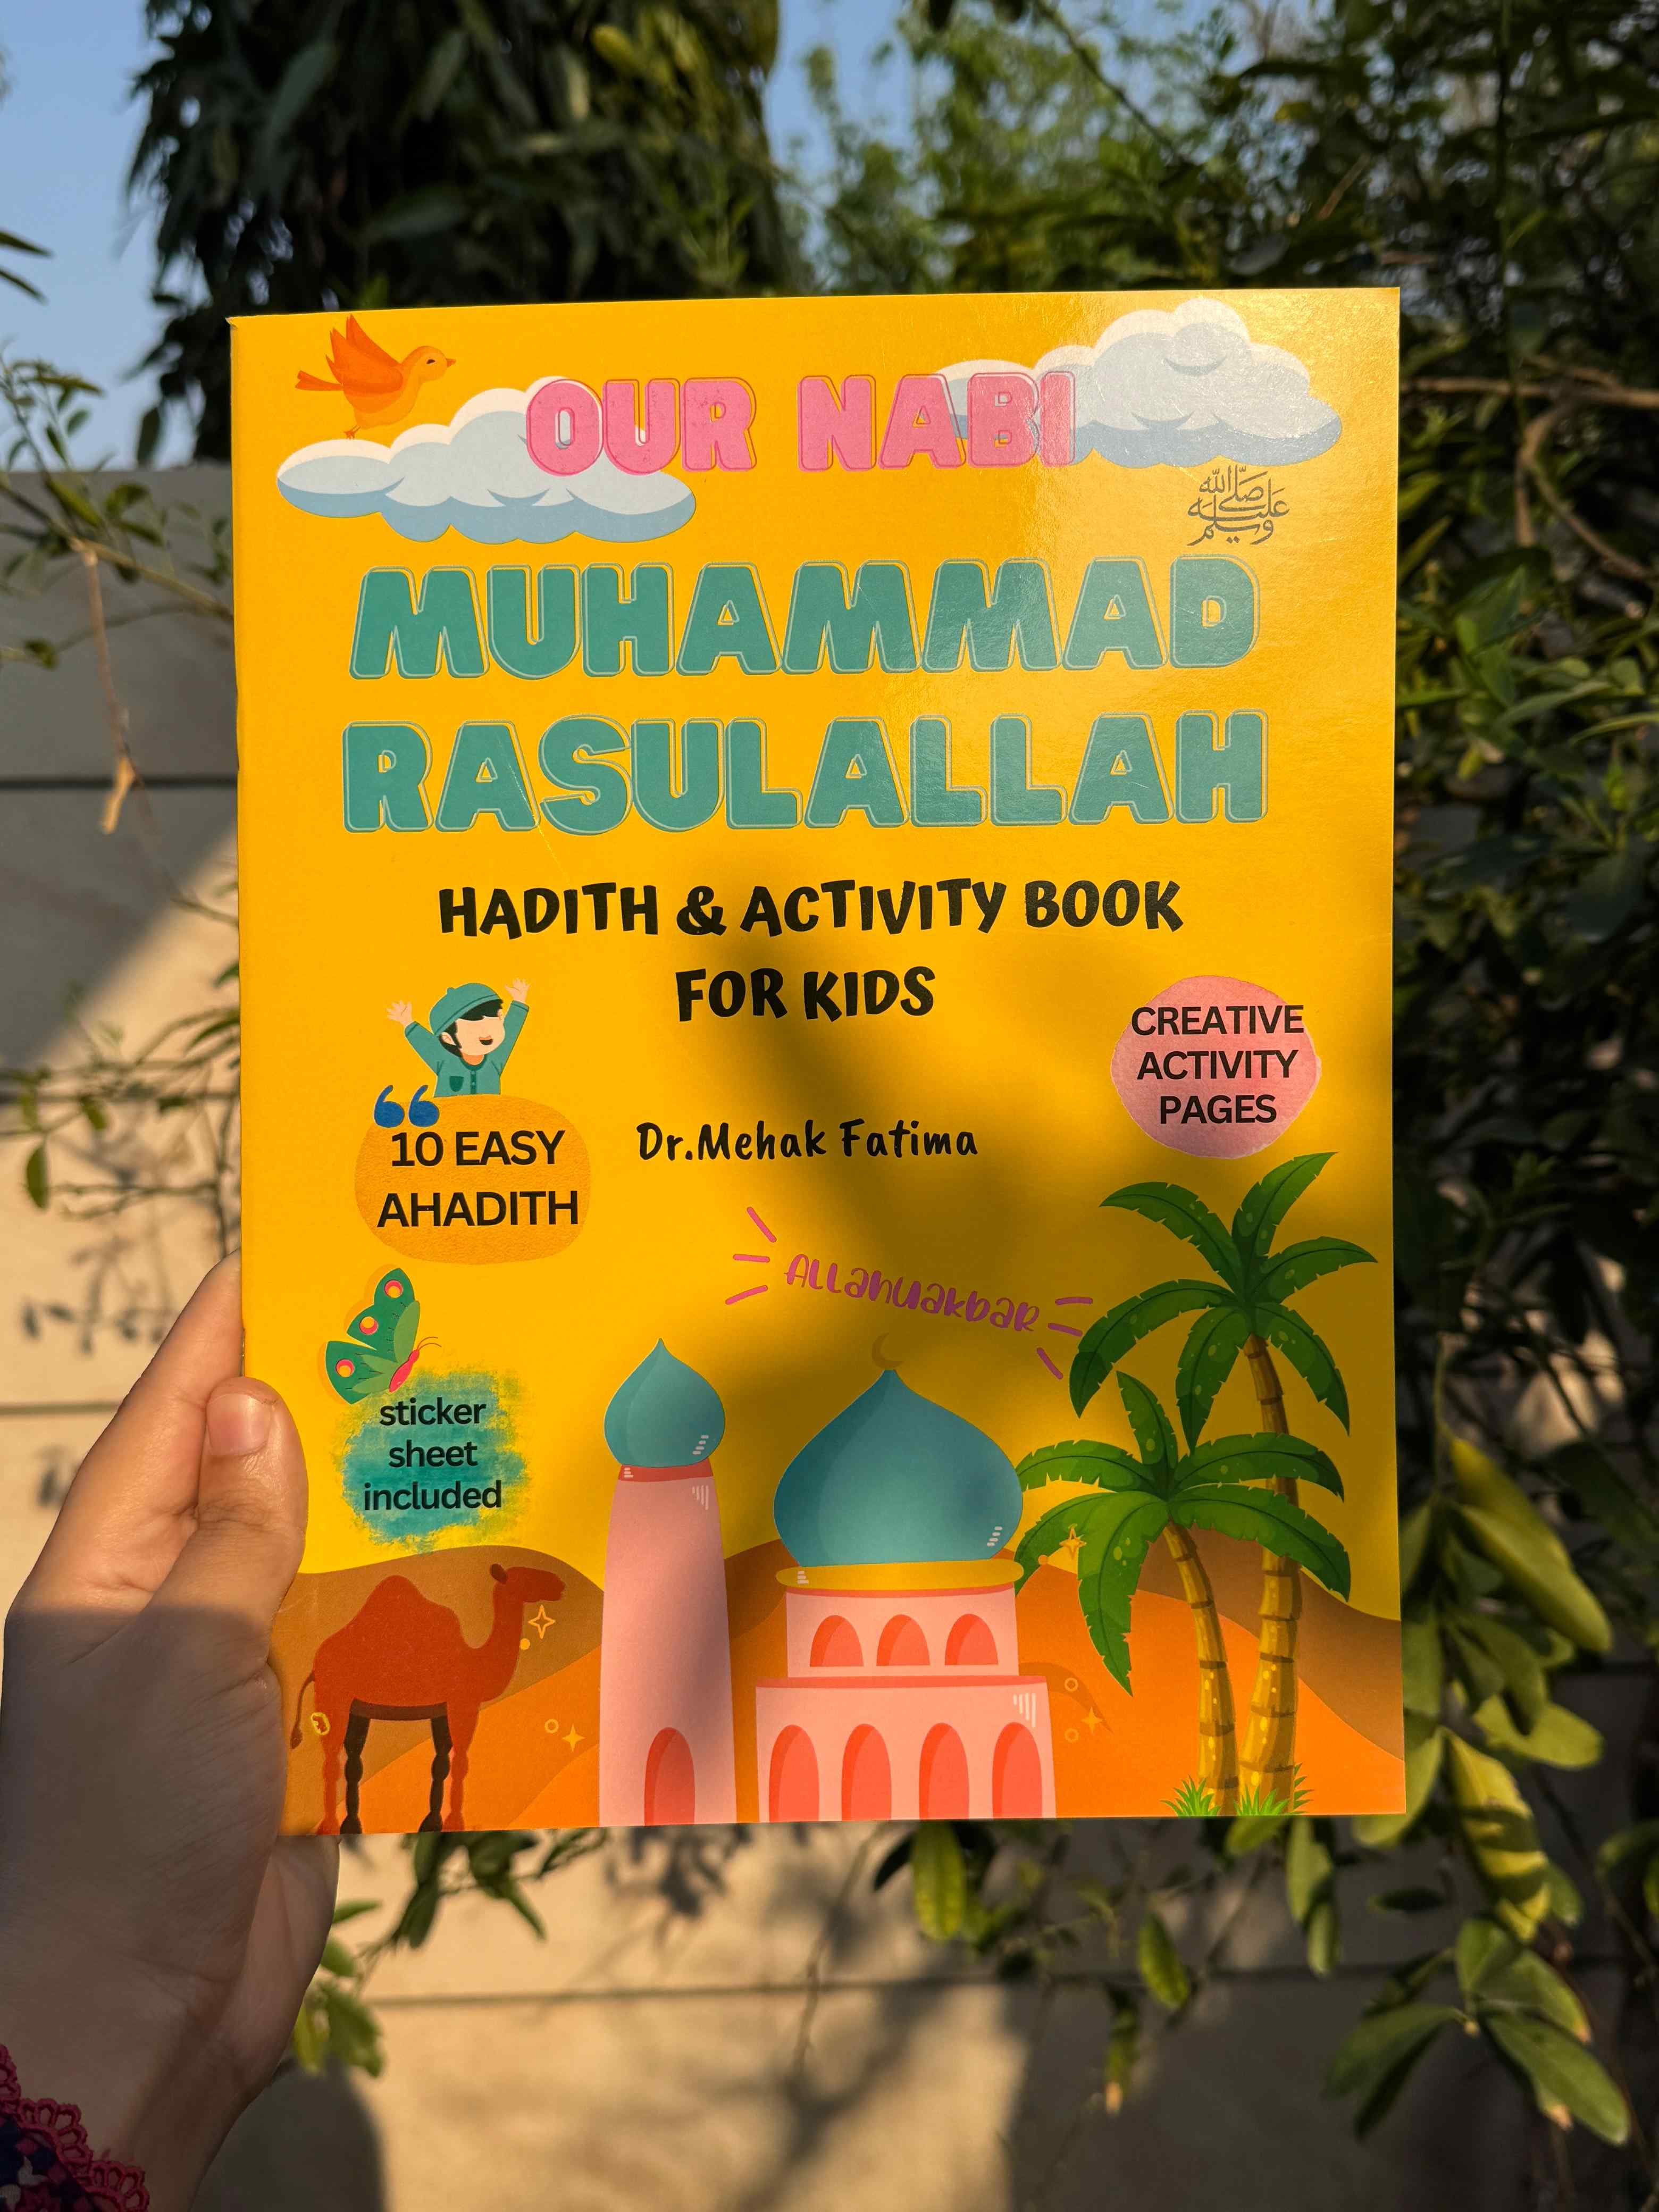 OUR NABI
صلى الله
عليه
وسلم
MUHAMMAD
RASULALLAH
HADITH & ACTIVITY BOOK
FOR KIDS
CREATIVE
ACTIVITY
PAGES
“
10 EASY
AHADITH
Dr.Mehak Fatima
ALLahuakbar
sticker
sheet
included